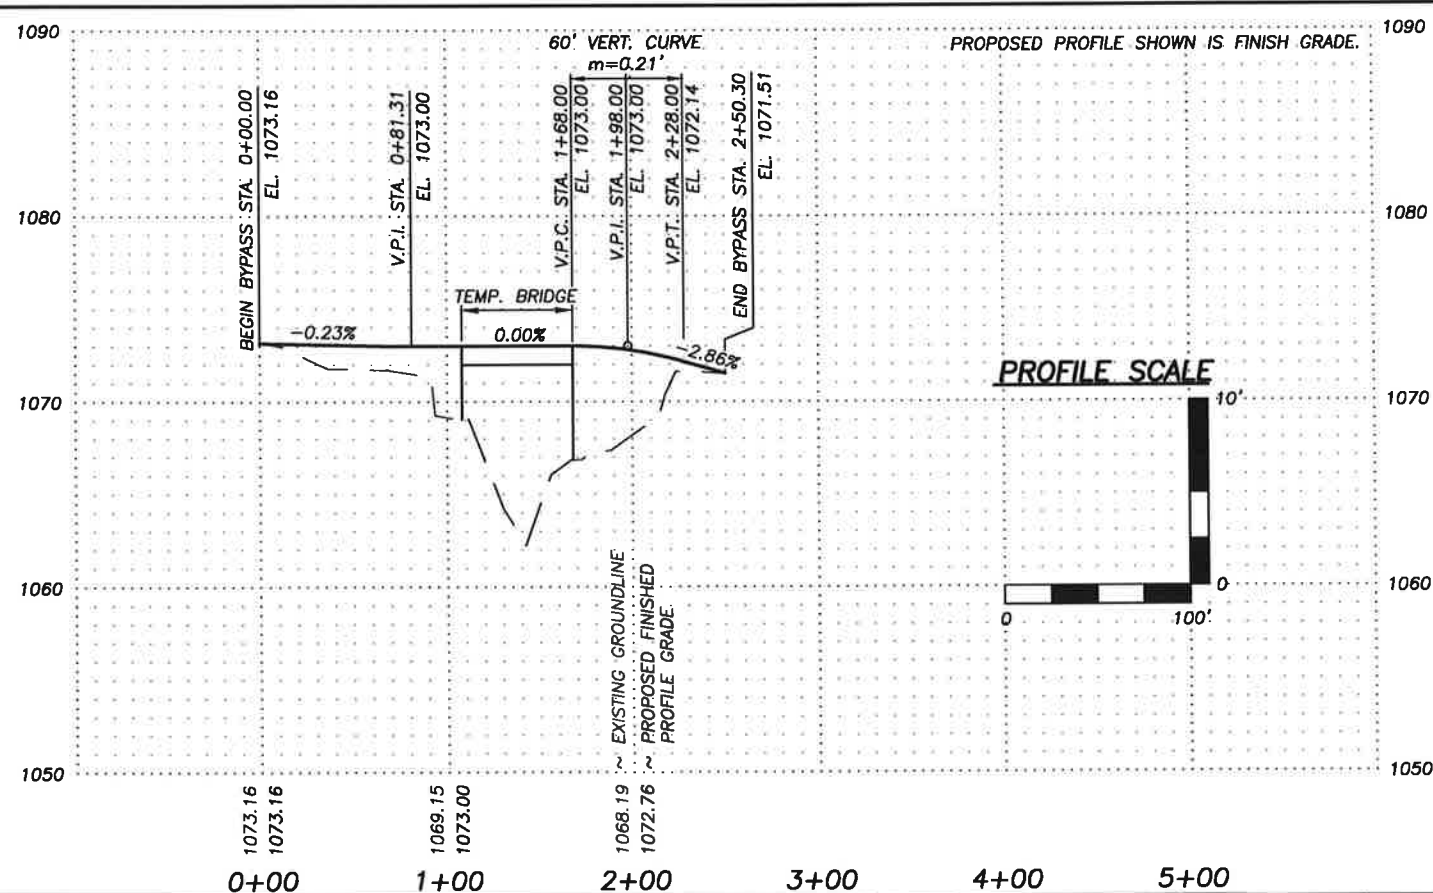 1090
60' VERT. CURVE
m=0.21'
PROPOSED PROFILE SHOWN IS FINISH GRADE.
1090
BEGIN BYPASS STA. 0+00.00
EL. 1073.16
V.P.I. STA. 0+81.31
EL. 1073.00
V.P.C. STA. 1+68.00
EL. 1073.00
V.P.I. STA. 1+98.00
EL. 1073.00
V.P.T. STA. 2+28.00
EL. 1072.14
END BYPASS STA. 2+50.30
EL. 1071.51
1080
1080
TEMP. BRIDGE
-0.23%
0.00%
-2.86%
PROFILE SCALE
1070
10'
1070
1060
0
1060
0
100'
~ EXISTING GROUNDLINE
~ PROPOSED FINISHED
PROFILE GRADE.
1050
1050
1073.16
1073.16
1069.15
1073.00
1068.19
1072.76
0+00
1+00
2+00
3+00
4+00
5+00